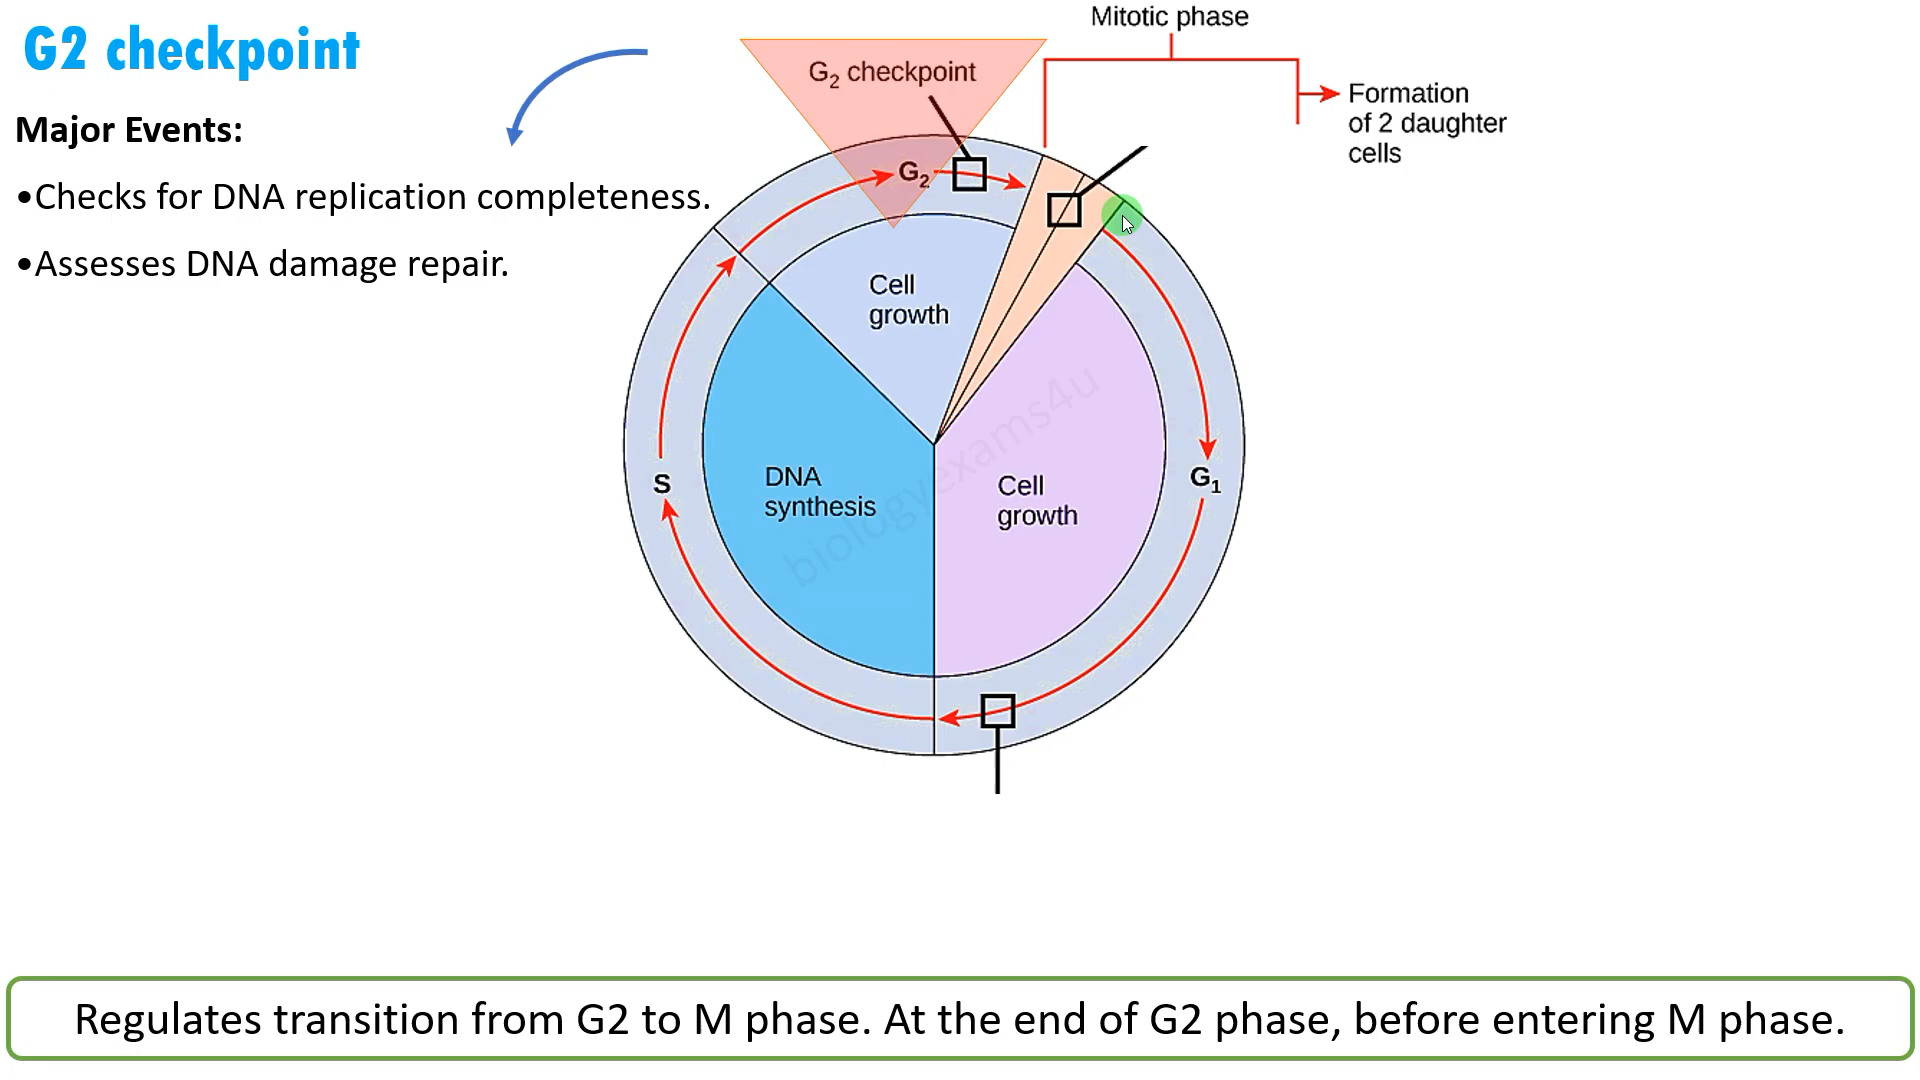 G2 checkpoint
Major Events:
•Checks for DNA replication completeness.
•Assesses DNA damage repair.
Mitotic phase
G₂ checkpoint
Formation
of 2 daughter
cells
G₂
Cell
growth
DNA
synthesis
S
Cell
growth
G₁
biologyexams4u
Regulates transition from G2 to M phase. At the end of G2 phase, before entering M phase.